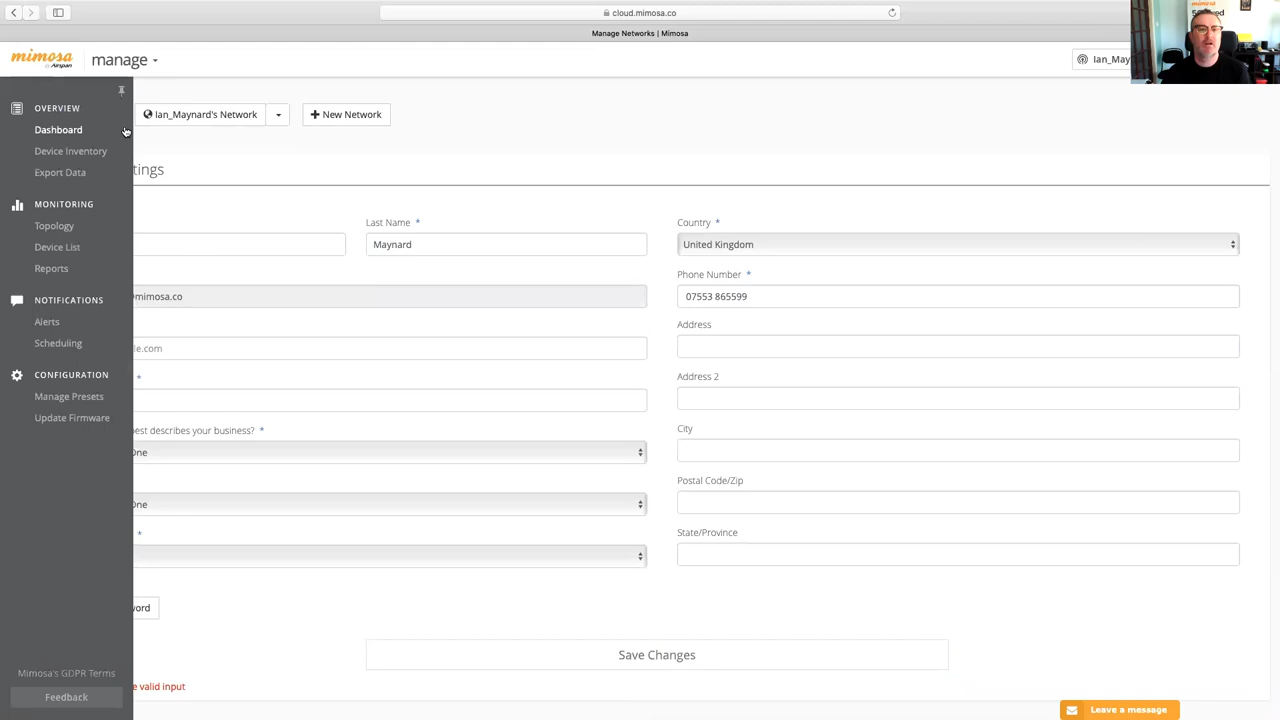 cloud.mimosa.co
Manage Networks | Mimosa
mimosa
by Airspan
manage
Ian_May
mimosa
OVERVIEW
Dashboard
Device Inventory
Export Data
MONITORING
Topology
Device List
Reports
NOTIFICATIONS
Alerts
Scheduling
CONFIGURATION
Manage Presets
Update Firmware
Mimosa's GDPR Terms
Feedback
Ian_Maynard's Network
+ New Network
tings
Last Name *
Maynard
mimosa.co
le.com
*
est describes your business? *
One
One
*
word
Country *
United Kingdom
Phone Number *
07553 865599
Address
Address 2
City
Postal Code/Zip
State/Province
Save Changes
e valid input
Leave a message